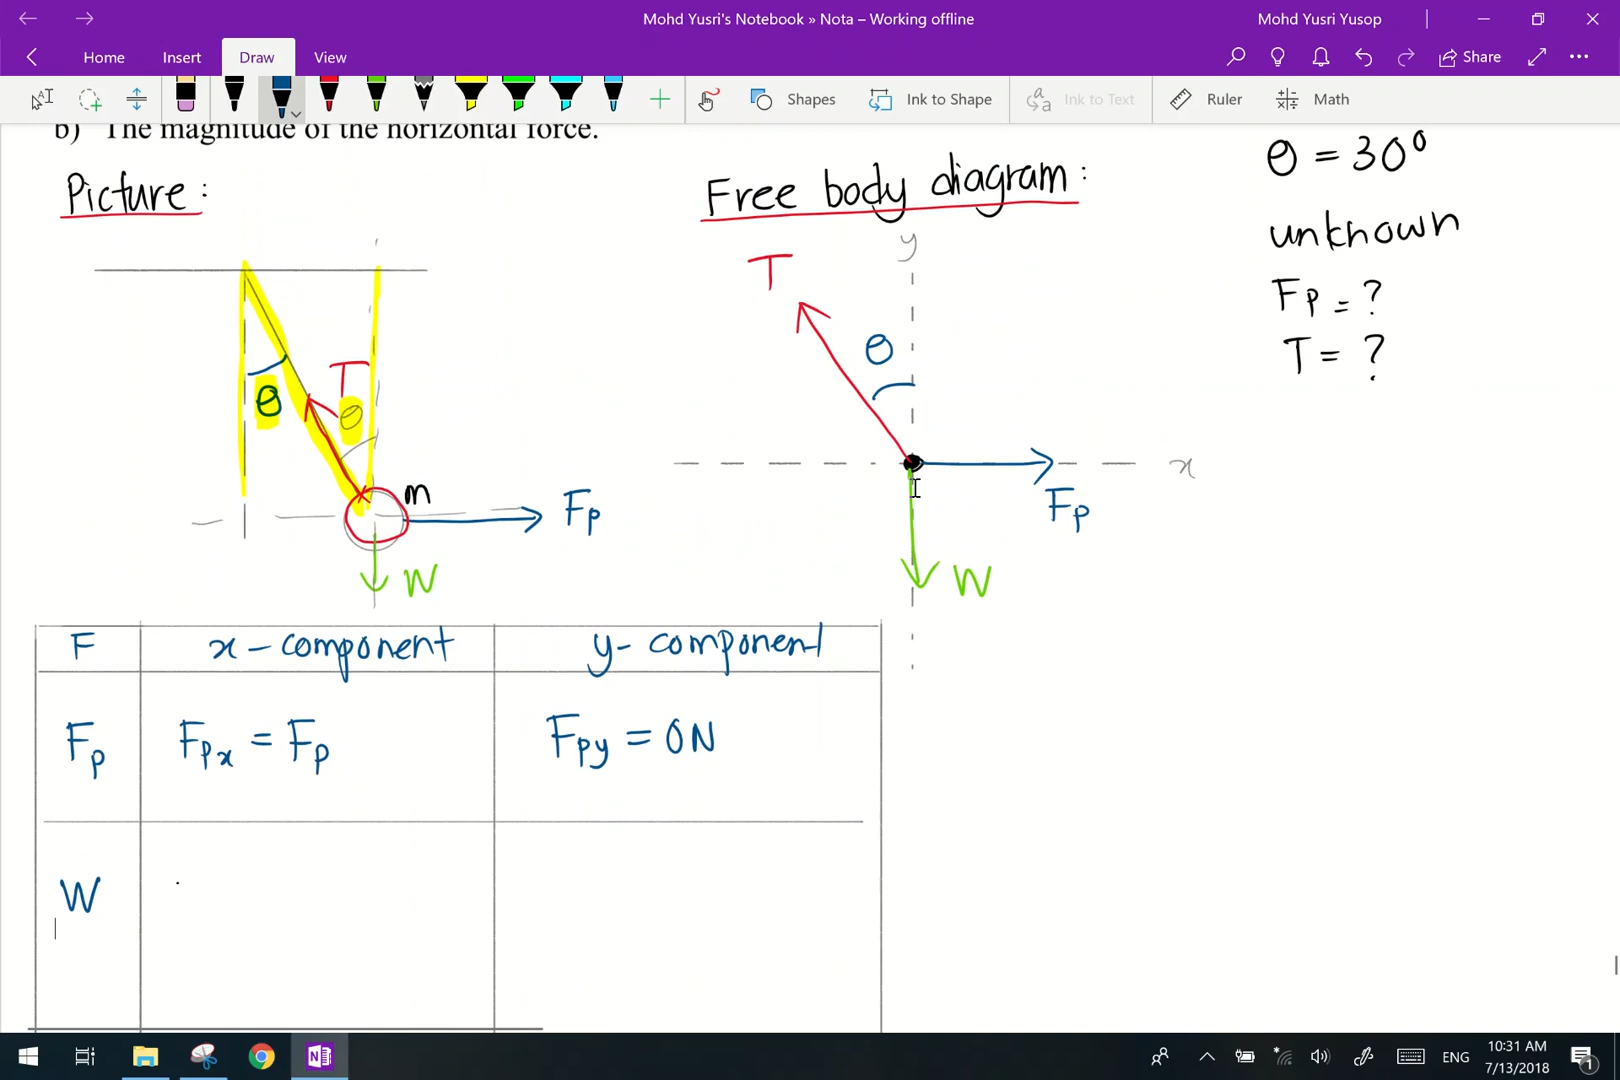 Mohd Yusri's Notebook » Nota – Working offline
Mohd Yusri Yusop
Home Insert Draw View
Share
Shapes Ink to Shape Ink to Text Ruler Math
b) The magnitude of the horizontal force.
Picture:
Free body diagram:
θ = 30°
unknown
Fp = ?
T = ?
y
T
θ
x
Fp
W
T
θ
θ
m
Fp
W
F x-component y-component
Fp Fpx = Fp Fpy = 0N
W
ENG
10:31 AM
7/13/2018
1